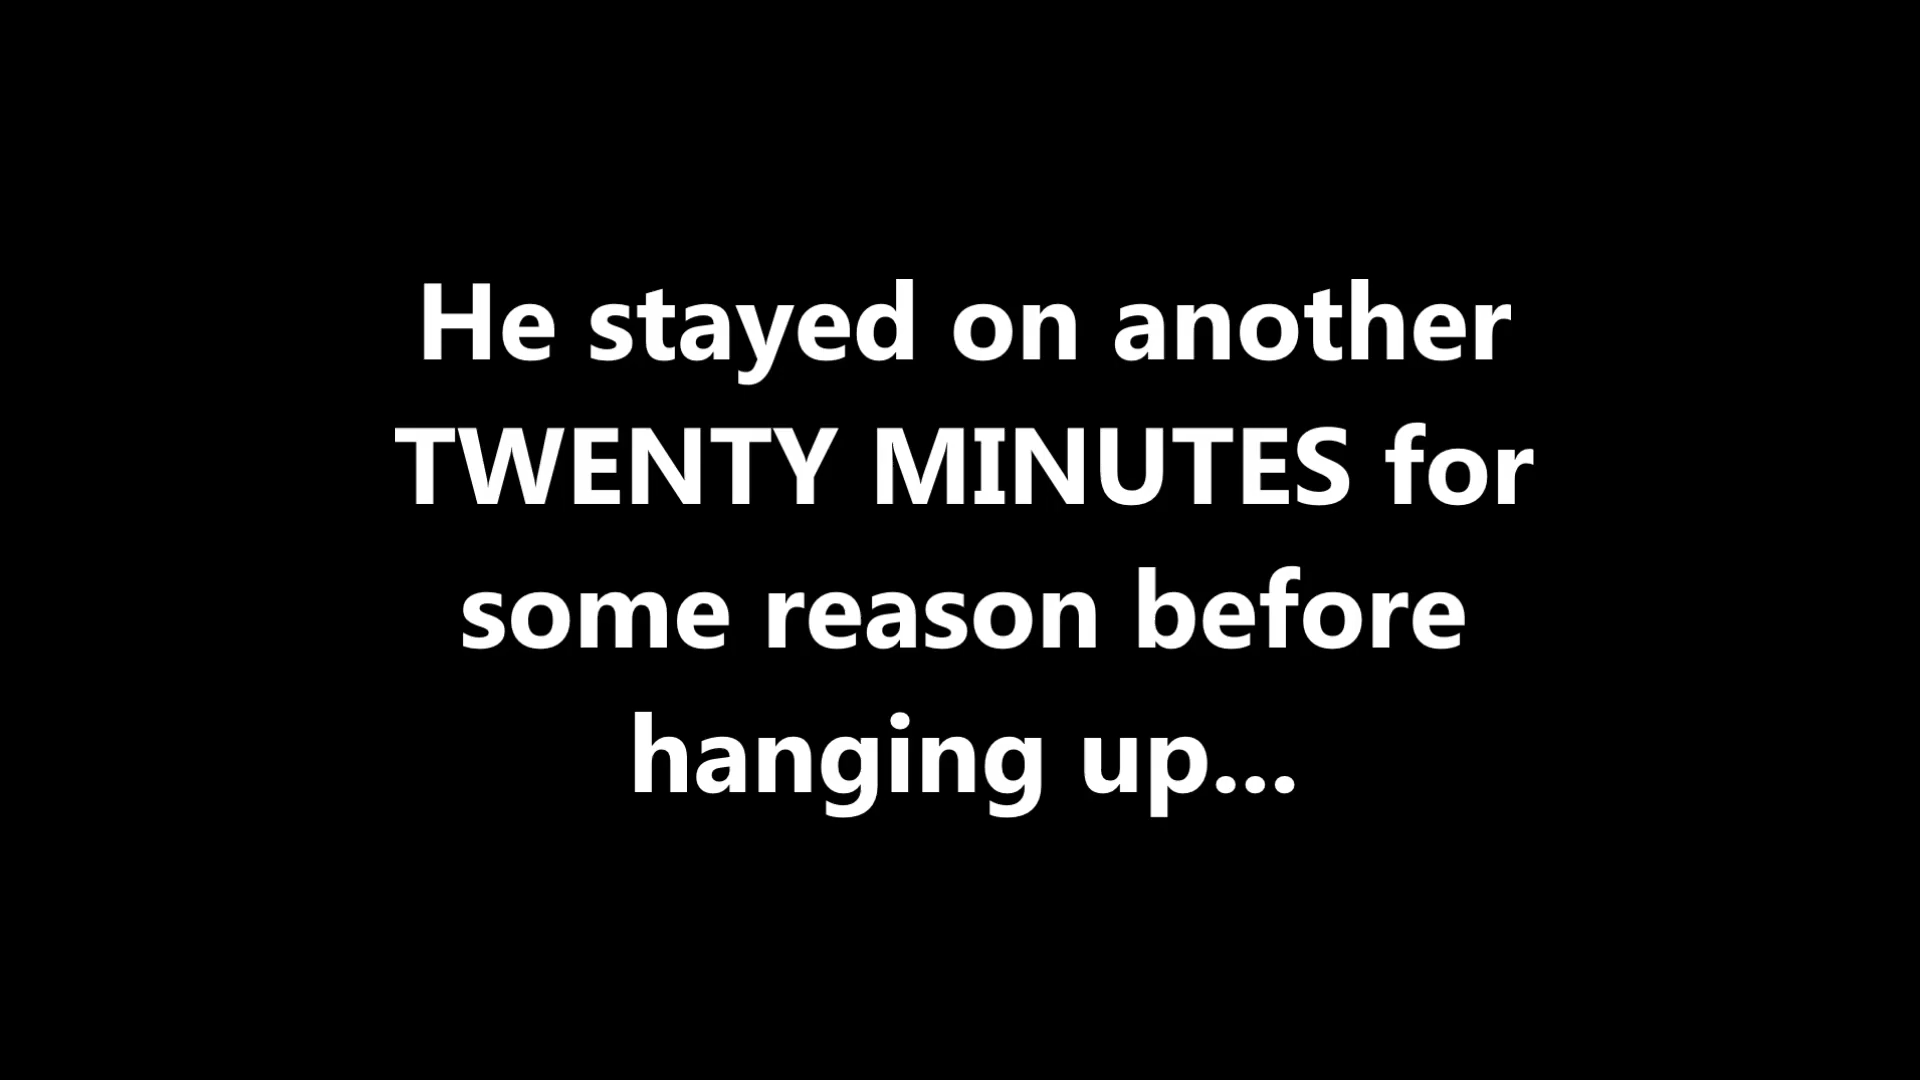 He stayed on another
TWENTY MINUTES for
some reason before
hanging up...